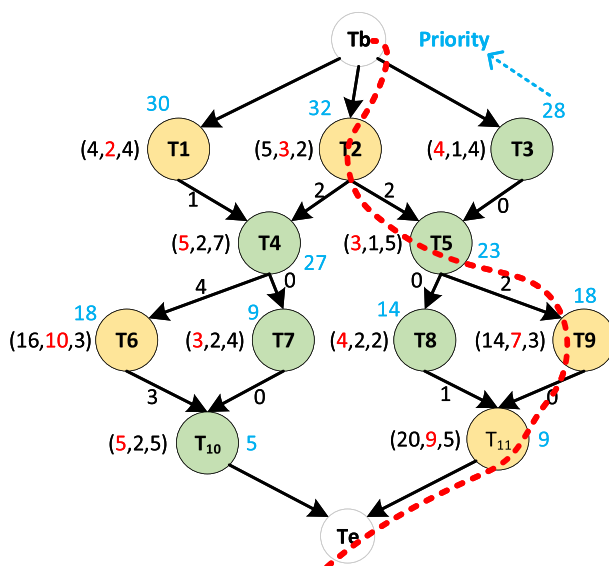 Tb
Priority
30
32
28
(4,2,4)
T1
(5,3,2)
T2
(4,1,4)
T3
1
2
2
0
(5,2,7)
T4
27
(3,1,5)
T5
23
4
0
0
2
18
9
14
18
(16,10,3)
T6
(3,2,4)
T7
(4,2,2)
T8
(14,7,3)
T9
3
0
1
0
(5,2,5)
T10
5
(20,9,5)
T11
9
Te